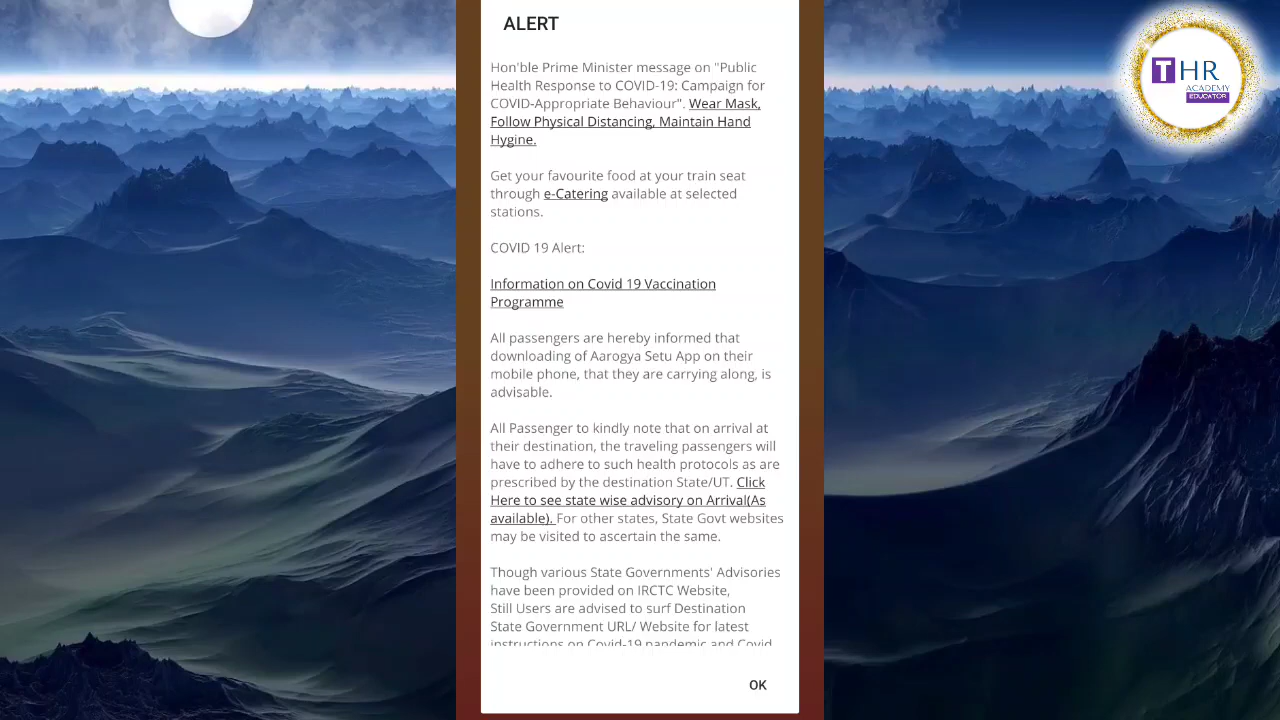 ALERT
Hon'ble Prime Minister message on "Public
Health Response to COVID-19: Campaign for
COVID-Appropriate Behaviour". Wear Mask,
Follow Physical Distancing, Maintain Hand
Hygine.
Get your favourite food at your train seat
through e-Catering available at selected
stations.
COVID 19 Alert:
Information on Covid 19 Vaccination
Programme
All passengers are hereby informed that
downloading of Aarogya Setu App on their
mobile phone, that they are carrying along, is
advisable.
All Passenger to kindly note that on arrival at
their destination, the traveling passengers will
have to adhere to such health protocols as are
prescribed by the destination State/UT. Click
Here to see state wise advisory on Arrival(As
available). For other states, State Govt websites
may be visited to ascertain the same.
Though various State Governments' Advisories
have been provided on IRCTC Website,
Still Users are advised to surf Destination
State Government URL/ Website for latest
instructions on Covid-19 pandemic and Covid
OK
THR
ACADEMY
EDUCATOR